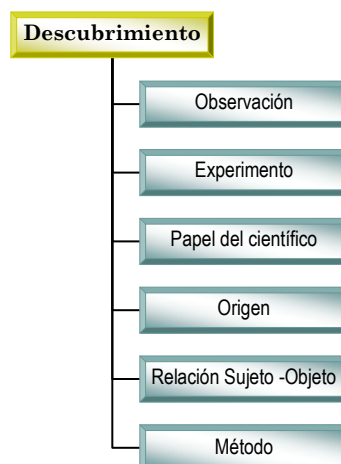 Descubrimiento
Observación
Experimento
Papel del científico
Origen
Relación Sujeto -Objeto
Método